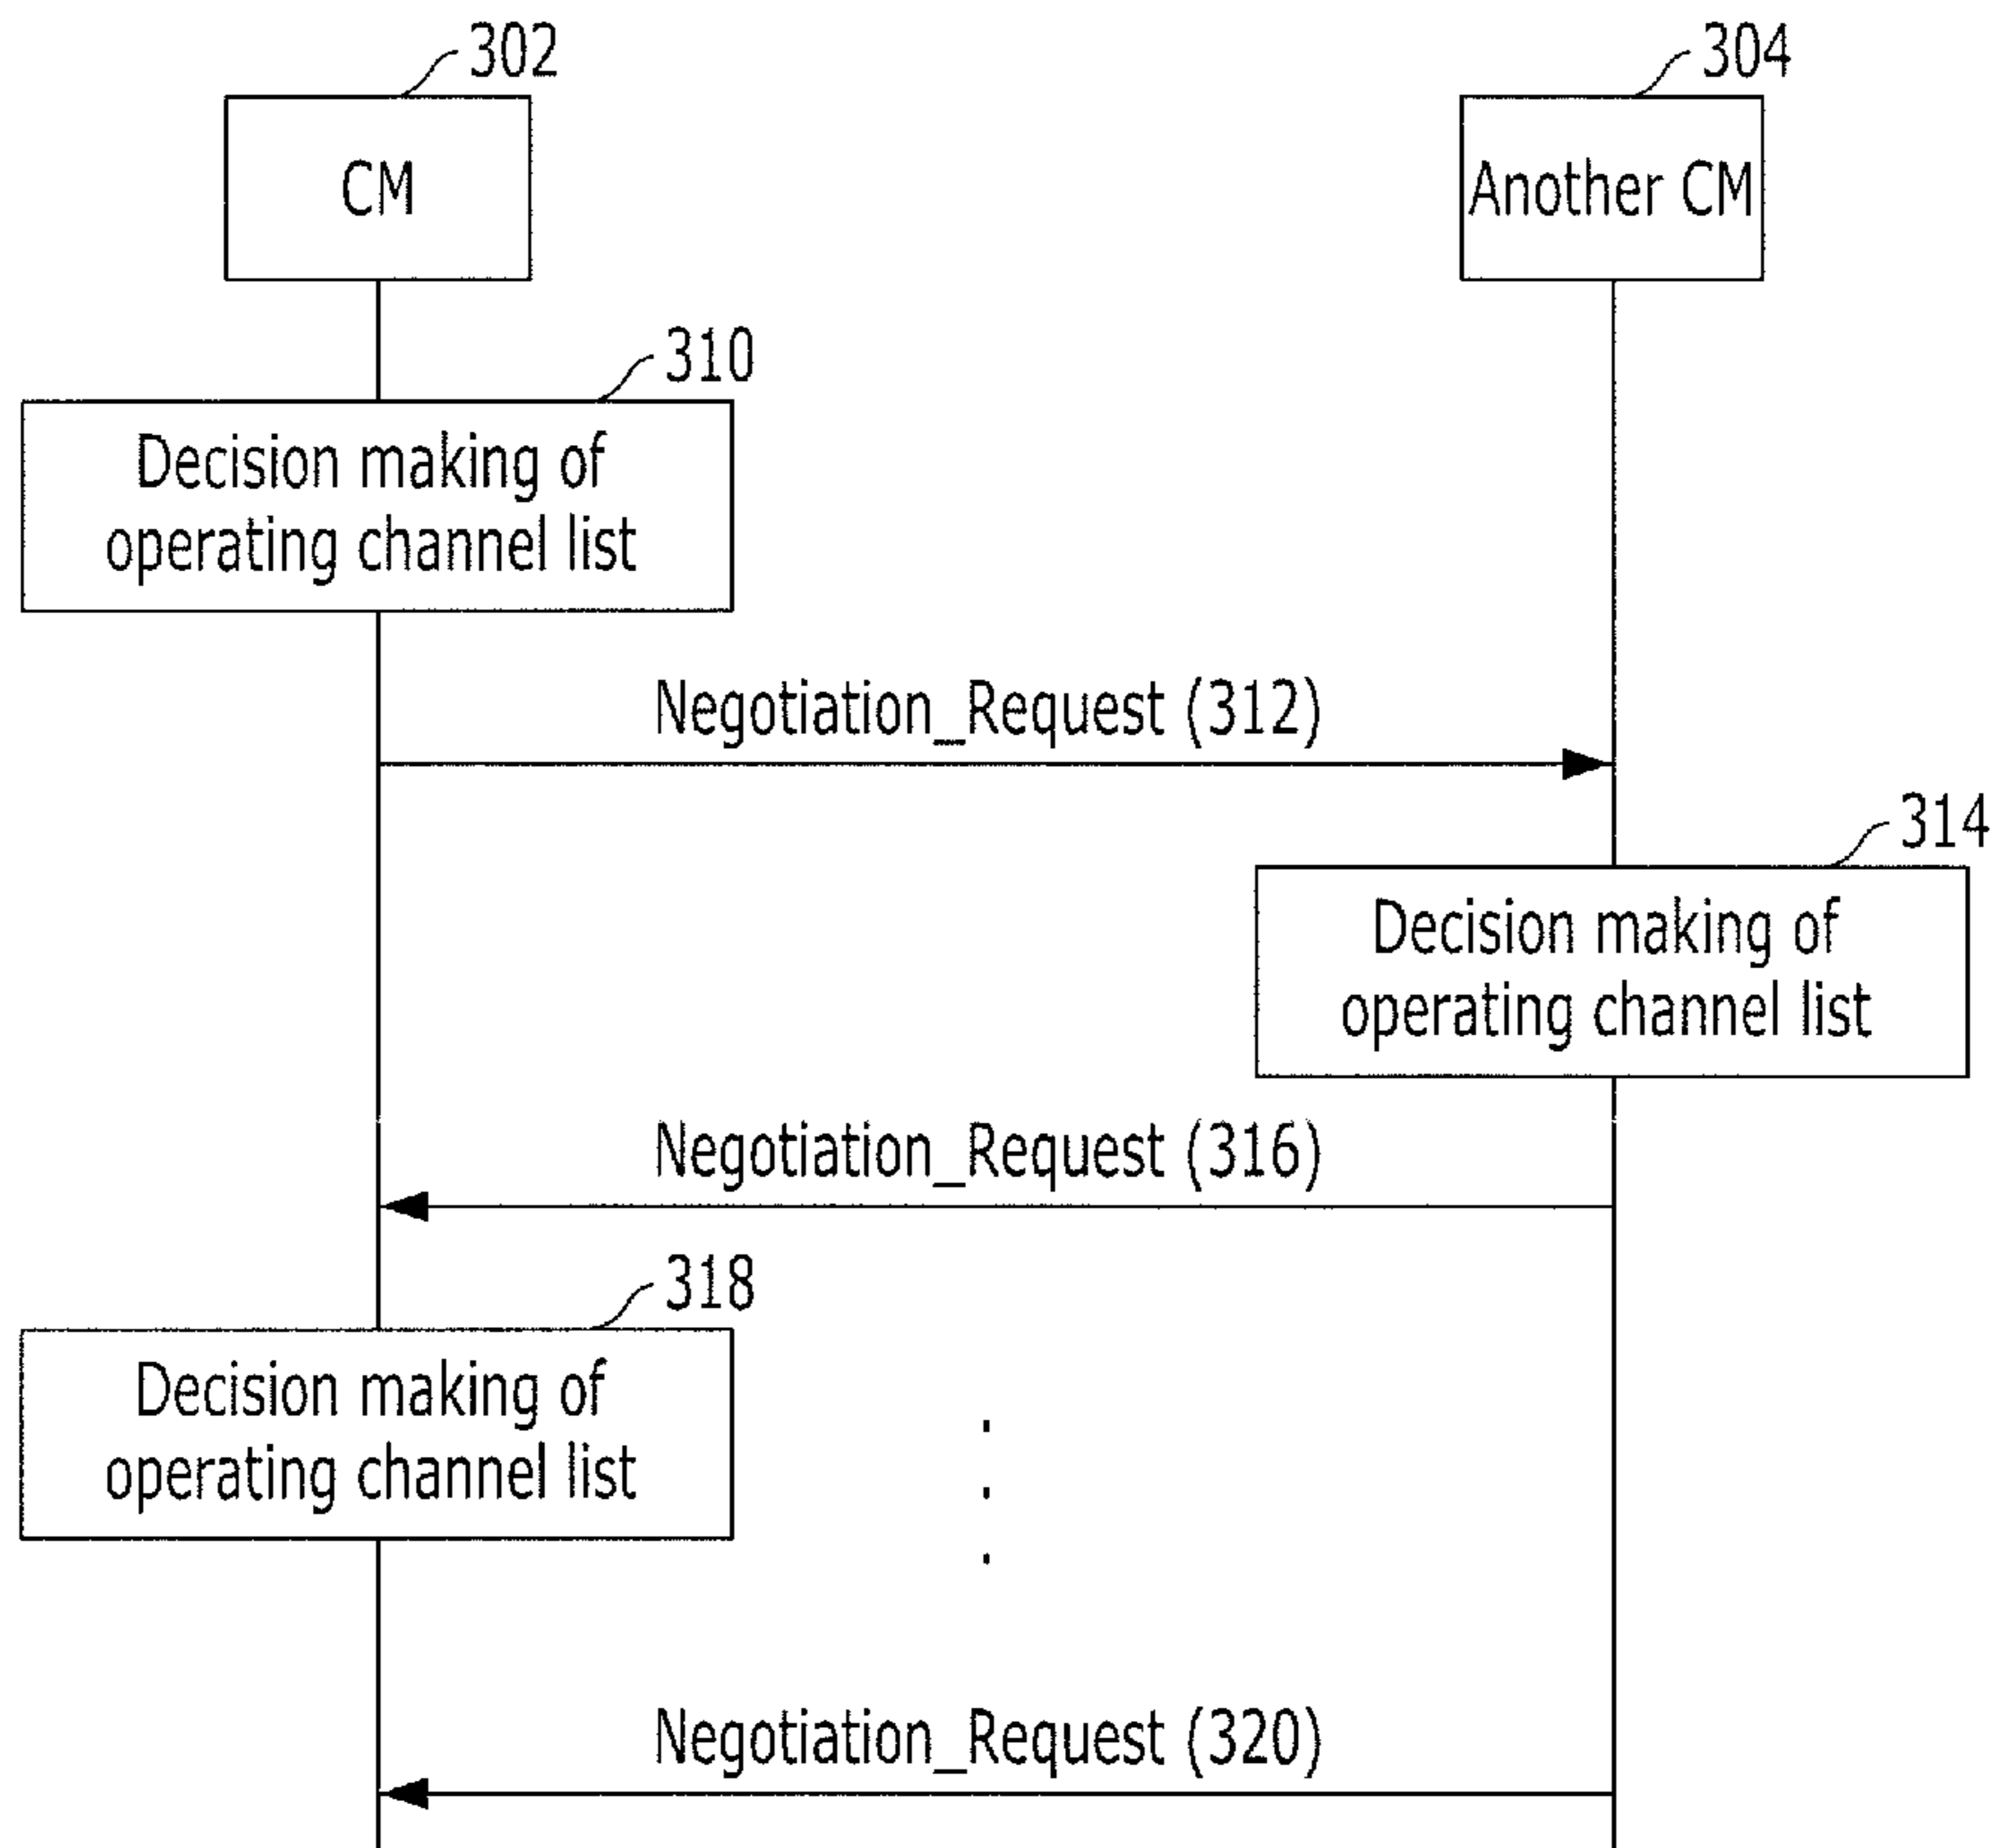 302
304
CM
Another CM
310
Decision making of
operating channel list
Negotiation_Request (312)
314
Decision making of
operating channel list
Negotiation_Request (316)
318
Decision making of
operating channel list
Negotiation_Request (320)